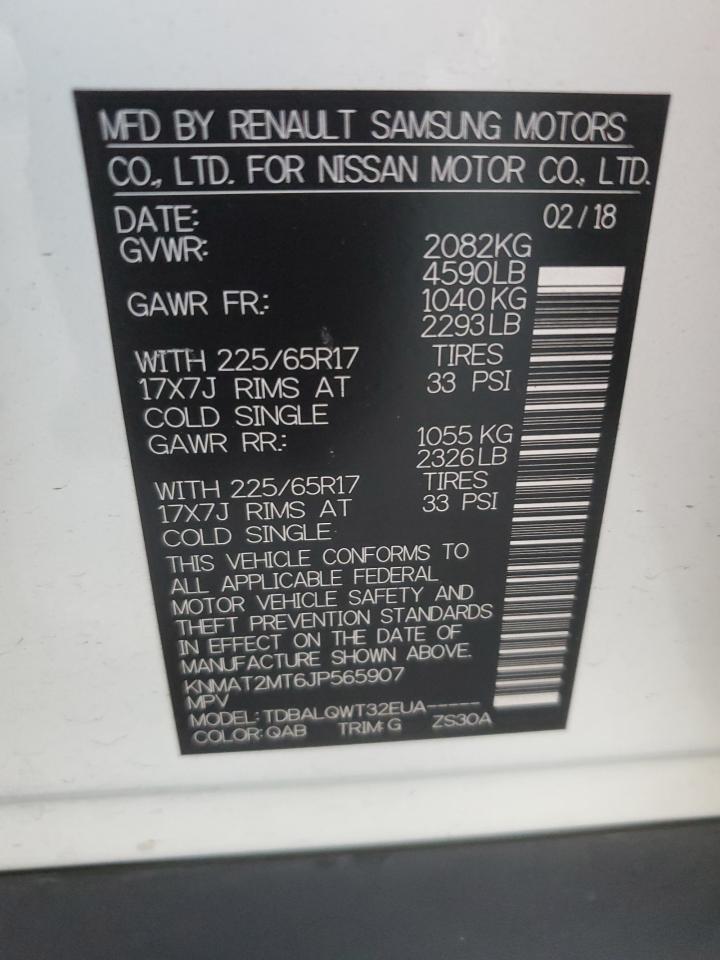 MFD BY RENAULT SAMSUNG MOTORS
CO., LTD. FOR NISSAN MOTOR CO., LTD.
DATE: 02/18
GVWR: 2082KG
4590LB
GAWR FR.: 1040 KG
2293 LB
WITH 225/65R17 TIRES
17X7J RIMS AT 33 PSI
COLD SINGLE
GAWR RR.: 1055 KG
2326 LB
WITH 225/65R17 TIRES
17X7J RIMS AT 33 PSI
COLD SINGLE
THIS VEHICLE CONFORMS TO
ALL APPLICABLE FEDERAL
MOTOR VEHICLE SAFETY AND
THEFT PREVENTION STANDARDS
IN EFFECT ON THE DATE OF
MANUFACTURE SHOWN ABOVE.
KNMAT2MT6JP565907
MPV
MODEL: TDBALQWT32EUA-----
COLOR: QAB TRIM: G ZS30A